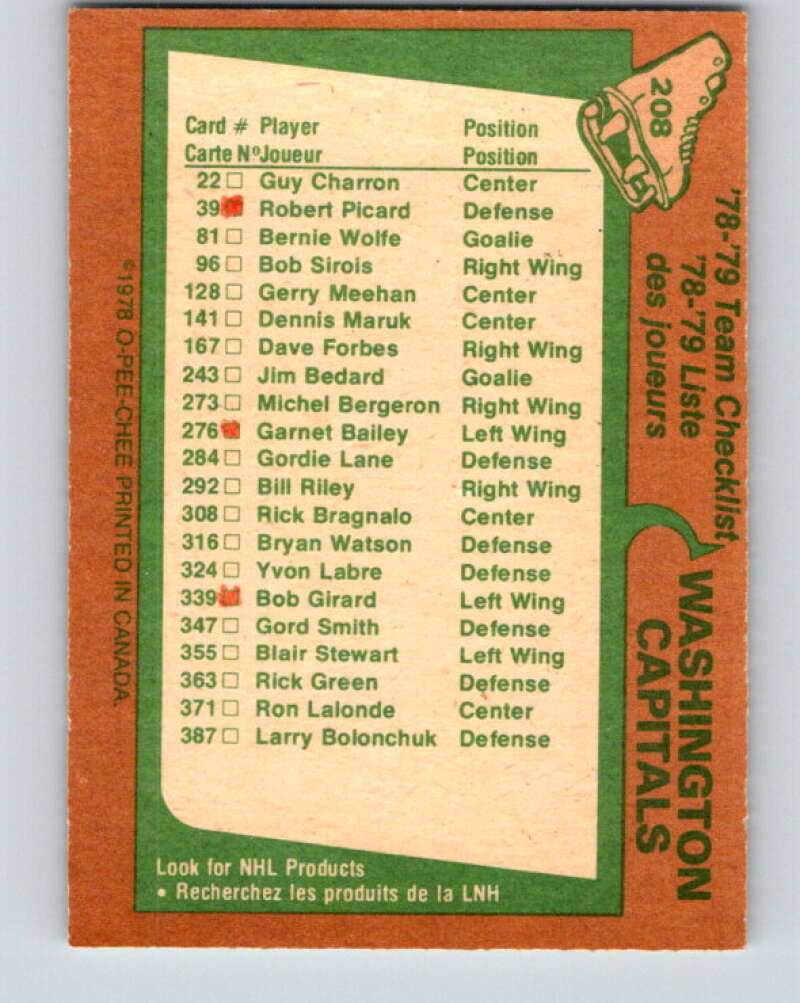 208
'78-'79 Team Checklist
'78-'79 Liste
des joueurs
WASHINGTON
CAPITALS
Card # Player Position
Carte Nº Joueur Position
22 □ Guy Charron Center
39 Robert Picard Defense
81 □ Bernie Wolfe Goalie
96 □ Bob Sirois Right Wing
128 □ Gerry Meehan Center
141 □ Dennis Maruk Center
167 □ Dave Forbes Right Wing
243 □ Jim Bedard Goalie
273 □ Michel Bergeron Right Wing
276 Garnet Bailey Left Wing
284 □ Gordie Lane Defense
292 □ Bill Riley Right Wing
308 □ Rick Bragnalo Center
316 □ Bryan Watson Defense
324 □ Yvon Labre Defense
339 Bob Girard Left Wing
347 □ Gord Smith Defense
355 □ Blair Stewart Left Wing
363 □ Rick Green Defense
371 □ Ron Lalonde Center
387 □ Larry Bolonchuk Defense
Look for NHL Products
• Recherchez les produits de la LNH
©1978 O-PEE-CHEE PRINTED IN CANADA.